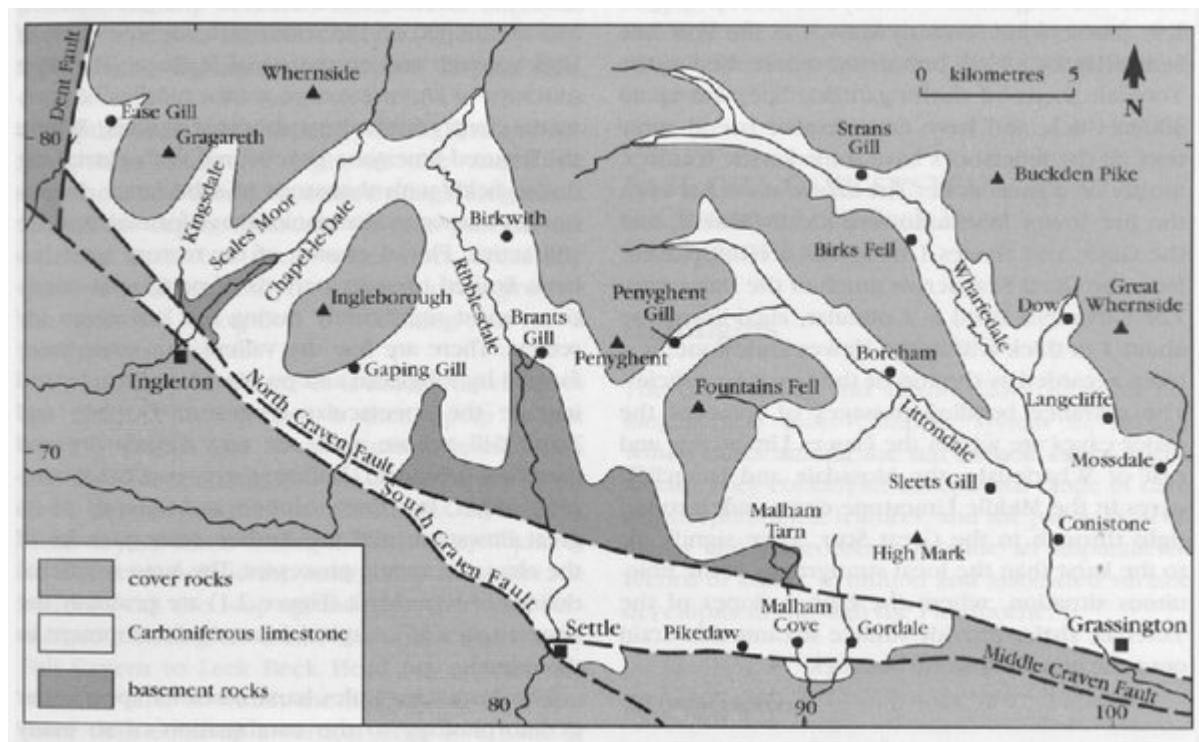 Dent Fault
Whernside
Ease Gill
Gragareth
80
Kingsdale
Scales Moor
Chapel-le-Dale
Ingleborough
Ingleton
Gaping Gill
Birkwith
Ribblesdale
Brants
Gill
0 kilometres 5
N
Strans
Gill
Buckden Pike
Birks Fell
Wharfedale
Penyghent
Gill
Penyghent
Fountains Fell
Boreham
Littondale
Dow
Great
Whernside
Langcliffe
Mossdale
Sleets Gill
Conistone
High Mark
Malham
Tarn
North Craven Fault
South Craven Fault
70
Settle
Pikedaw
Malham
Cove
Gordale
Grassington
Middle Craven Fault
cover rocks
Carboniferous limestone
basement rocks
80
90
100